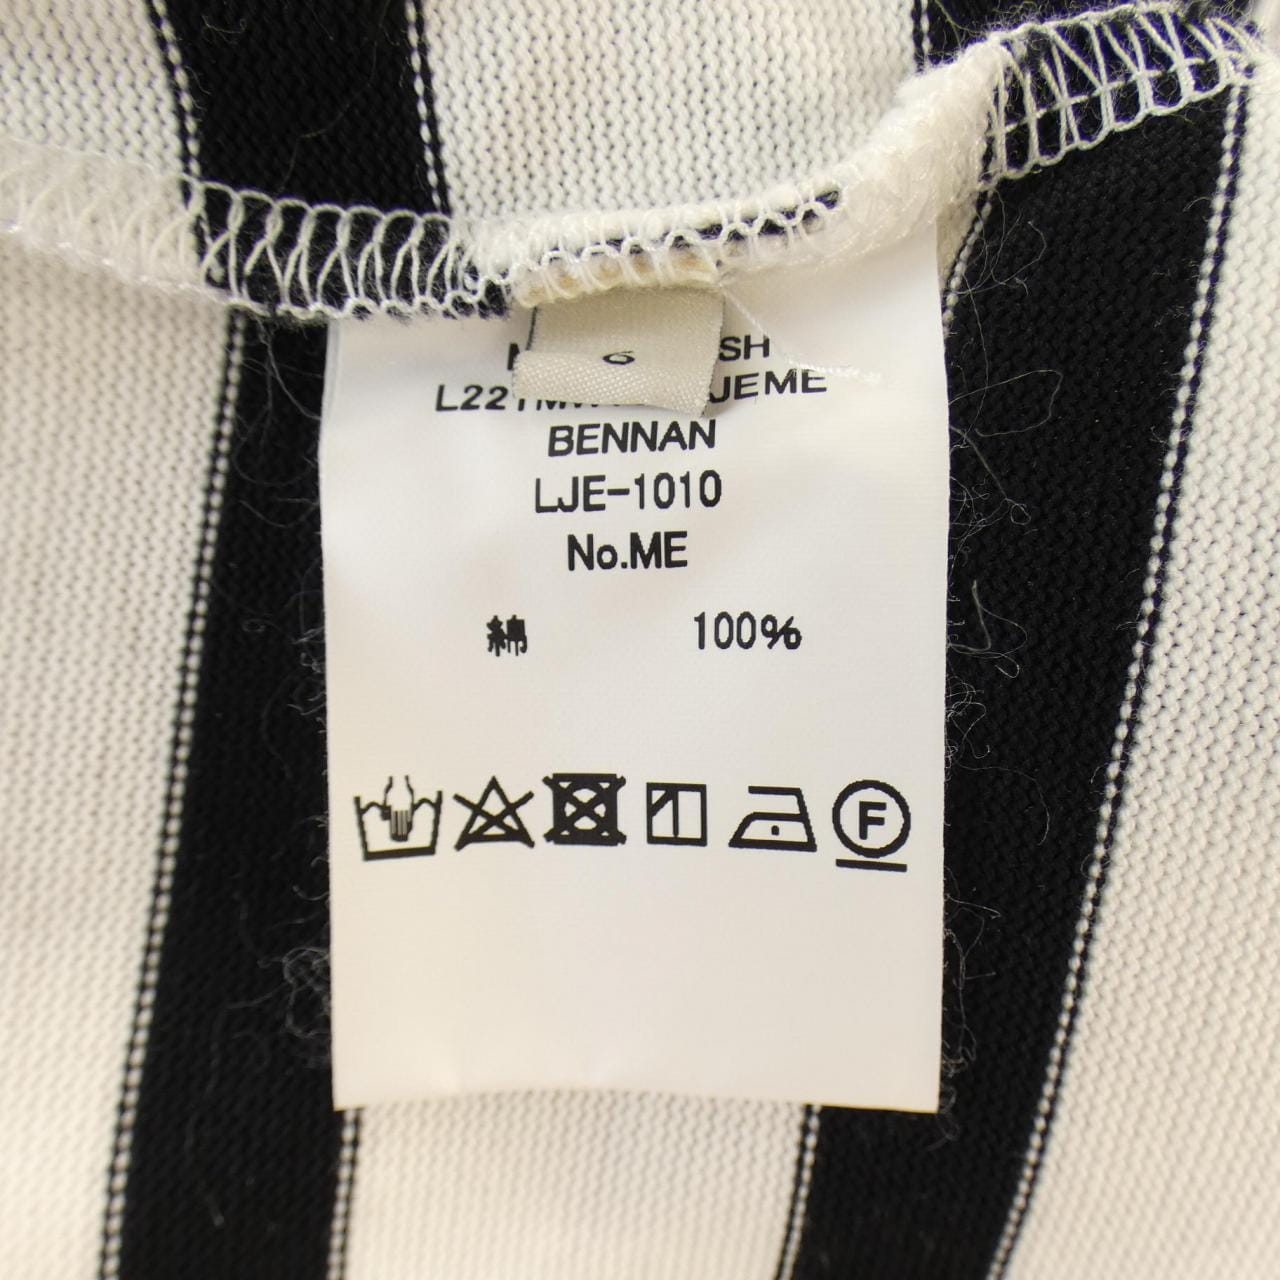 6
BENNAN
LJE-1010
No.ME
綿 100%
F